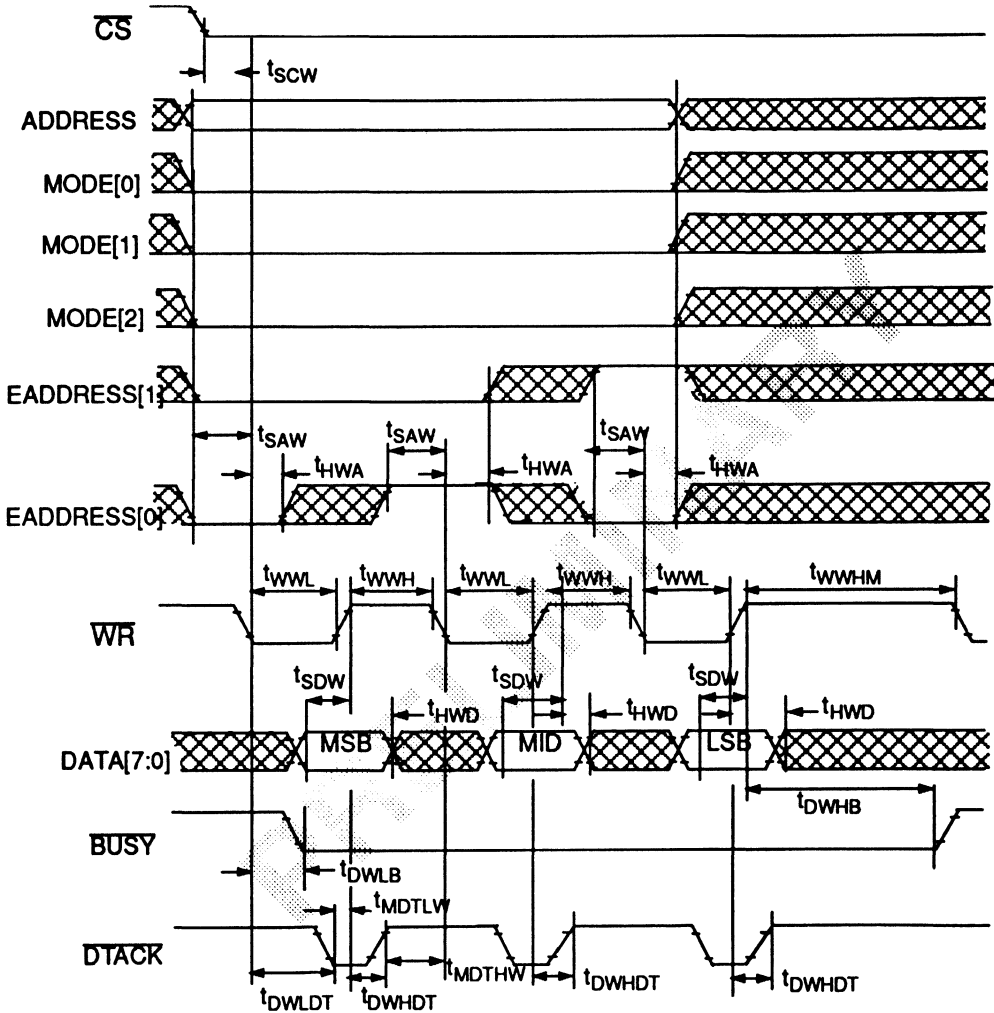 CS
tSCW
ADDRESS
MODE[0]
MODE[1]
MODE[2]
EADDRESS[1]
tSAW tSAW tSAW
tHWA tHWA tHWA
EADDRESS[0]
tWWL tWWH tWWL tWWH tWWL tWWHM
WR
tSDW tSDW tSDW
tHWD tHWD tHWD
DATA[7:0] MSB MID LSB
tDWHB
BUSY
tDWLB
tMDTLW
DTACK
tMDTHW
tDWLDT tDWHDT tDWHDT tDWHDT
PRELIMINARY